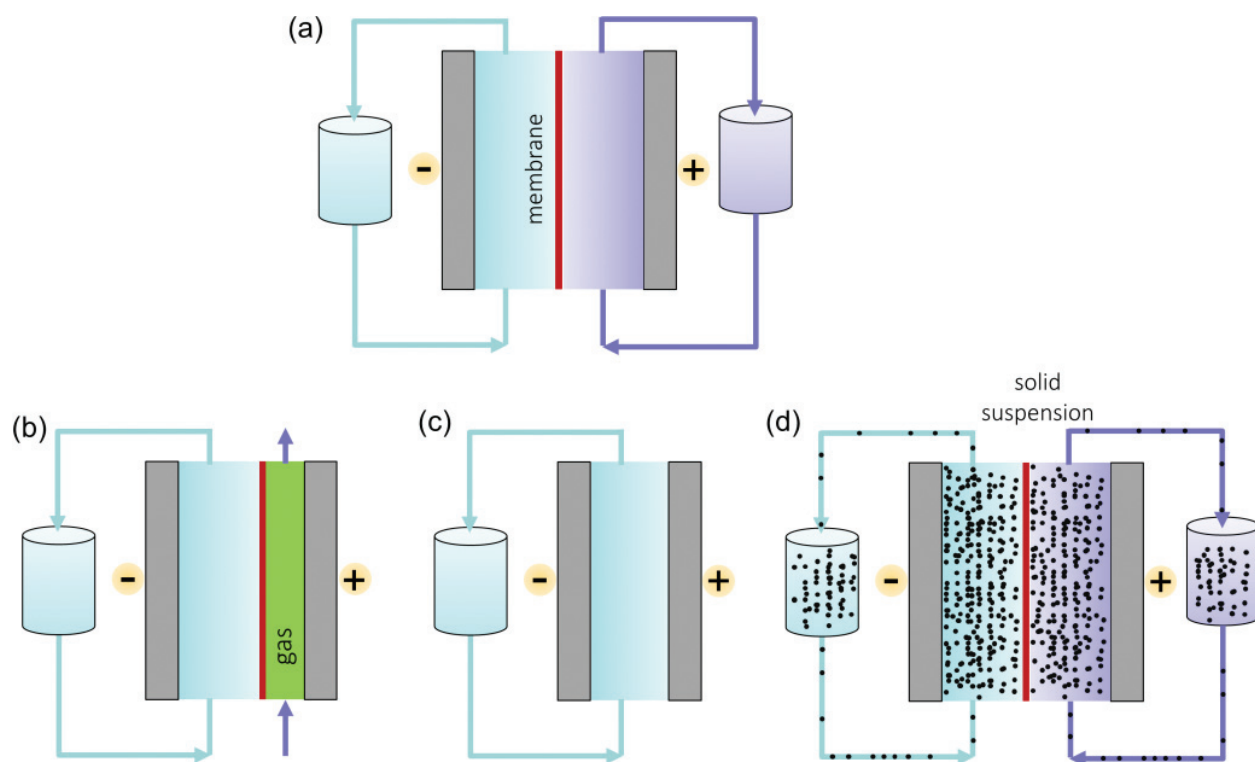 (a)
-
membrane
+
(b)
-
gas
+
(c)
-
+
solid
suspension
(d)
-
+